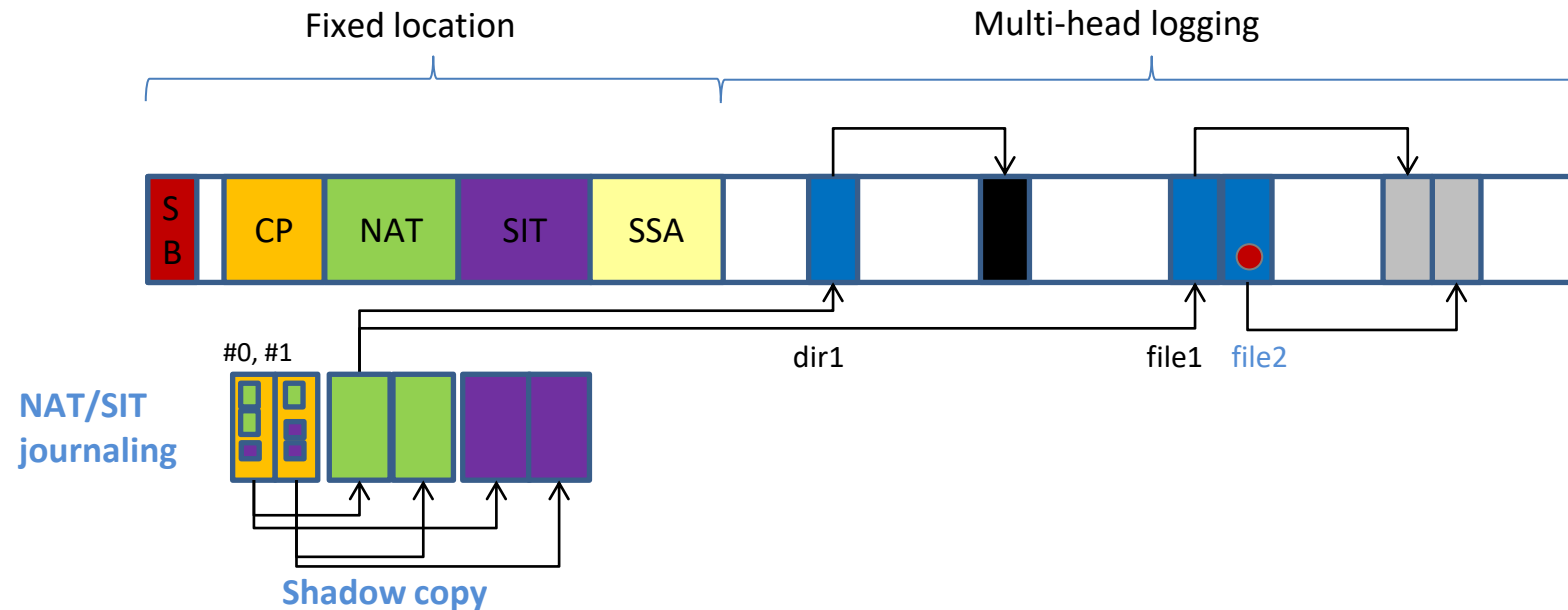 Fixed location
Multi-head logging
S
B
CP
NAT
SIT
SSA
#0, #1
dir1
file1
file2
NAT/SIT
journaling
Shadow copy